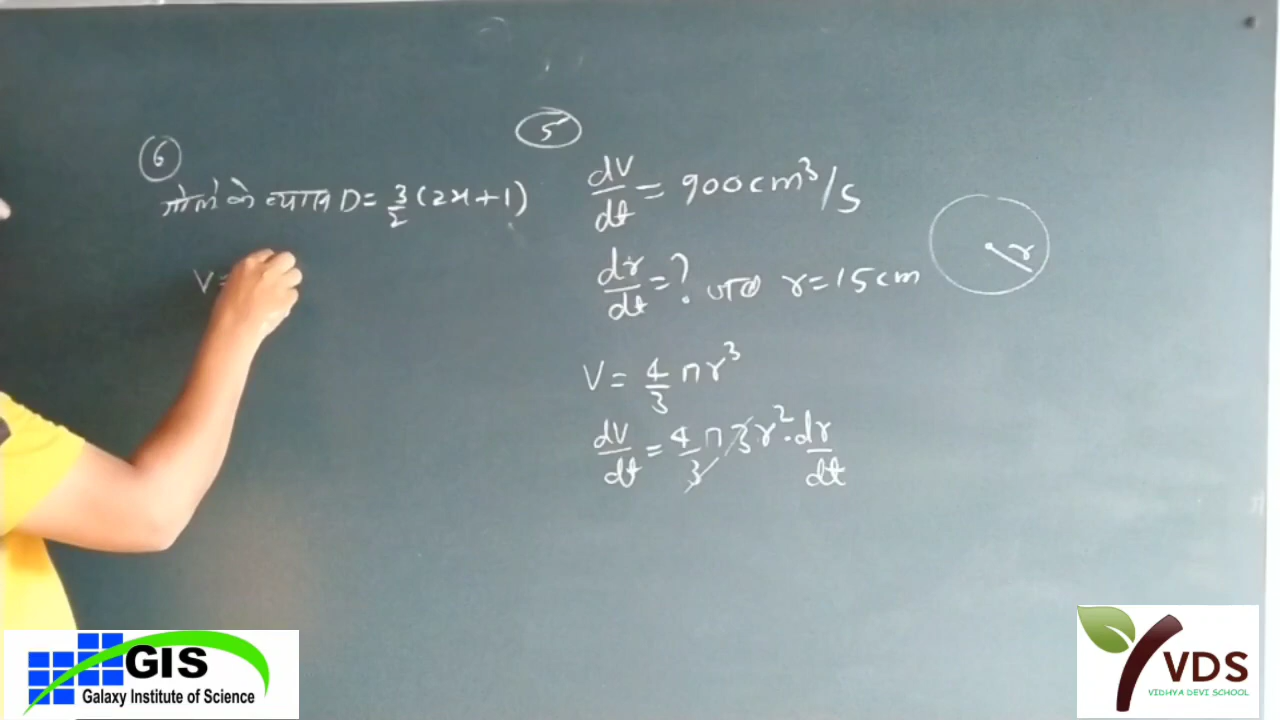 6
गोले के व्यास D = 3/2 (2x+1)
V =
5
dV/dt = 900 cm³/s
dr/dt = ? जब r = 15 cm
r
V = 4/3 πr³
dV/dt = 4/3 π 3r² · dr/dt
GIS
Galaxy Institute of Science
VDS
VIDHYA DEVI SCHOOL